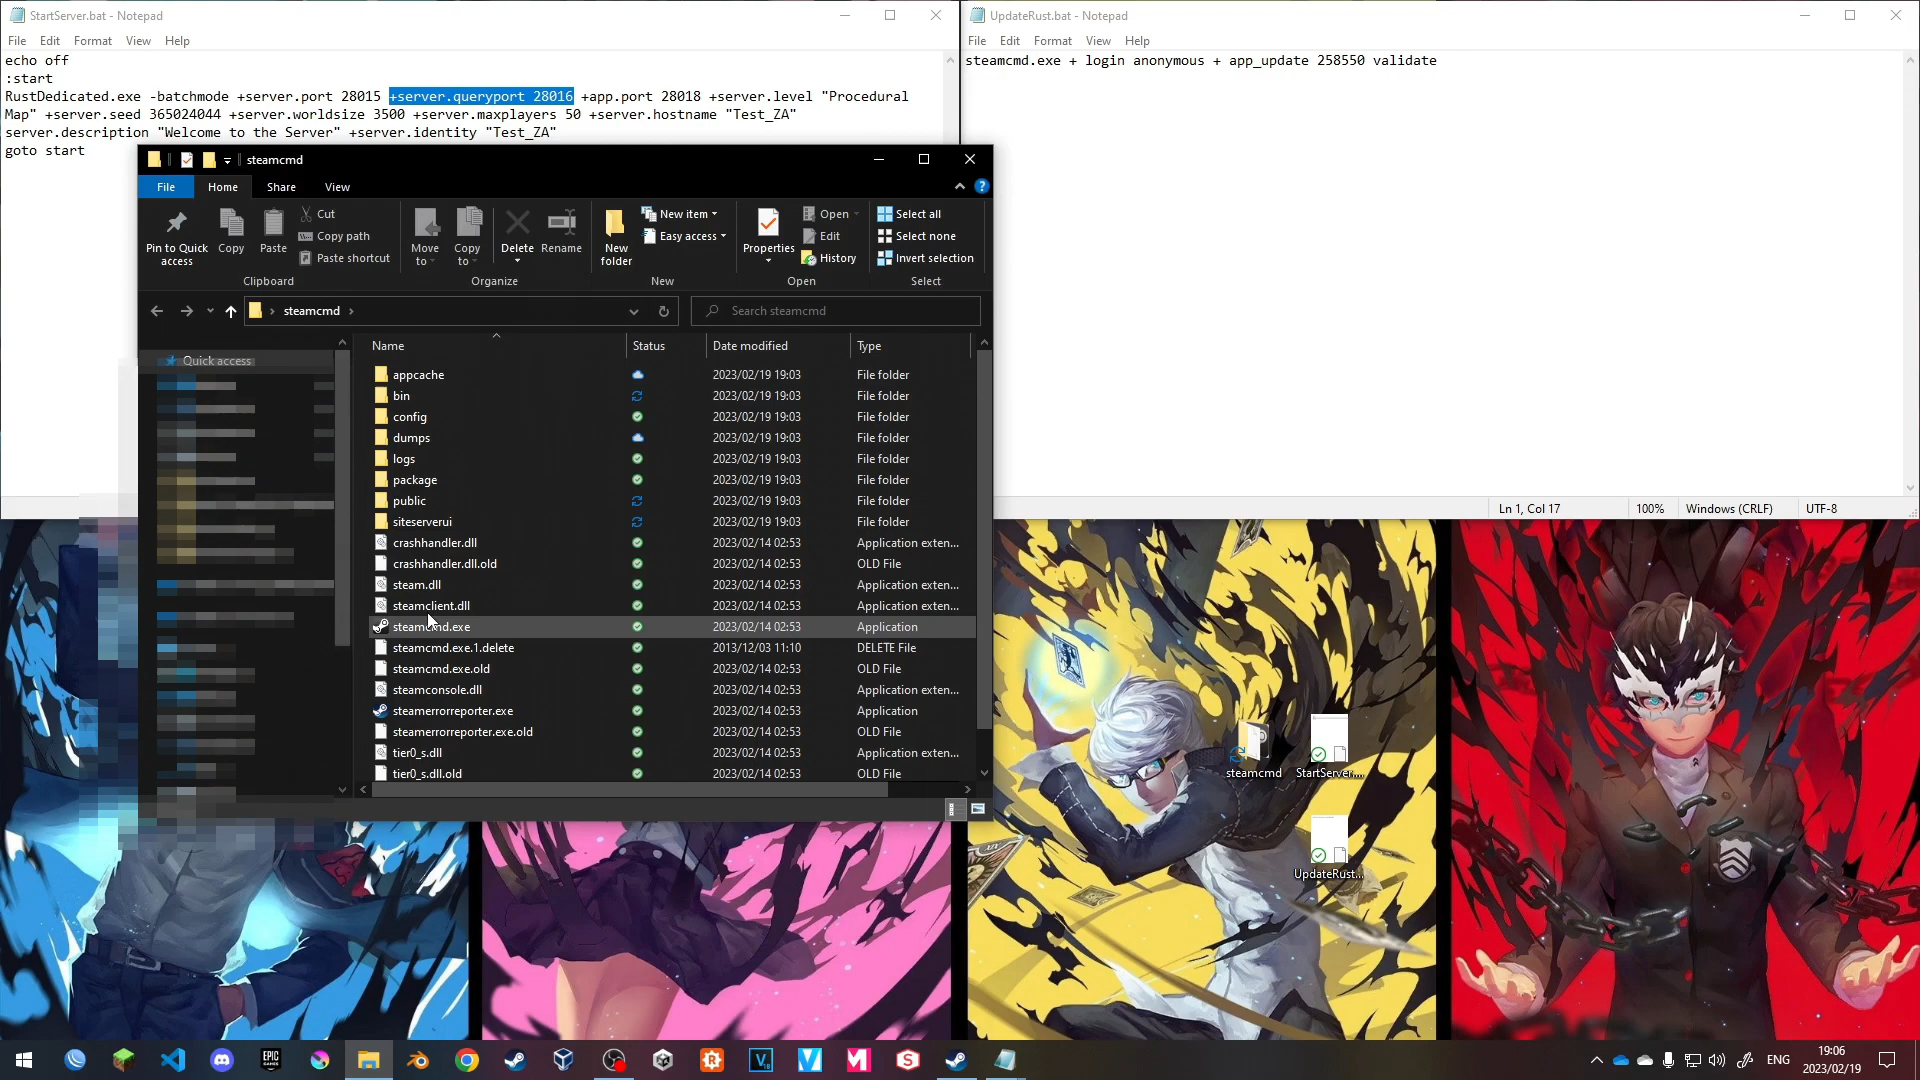 StartServer.bat - Notepad
File Edit Format View Help
echo off
:start
RustDedicated.exe -batchmode +server.port 28015 +server.queryport 28016 +app.port 28018 +server.level "Procedural
Map" +server.seed 365024044 +server.worldsize 3500 +server.maxplayers 50 +server.hostname "Test_ZA"
server.description "Welcome to the Server" +server.identity "Test_ZA"
goto start
UpdateRust.bat - Notepad
File Edit Format View Help
steamcmd.exe + login anonymous + app_update 258550 validate
Ln 1, Col 17 100% Windows (CRLF) UTF-8
steamcmd
File Home Share View
Pin to Quick access
Copy
Paste
Cut
Copy path
Paste shortcut
Clipboard
Move to
Copy to
Delete
Rename
Organize
New folder
New item
Easy access
New
Properties
Open
Edit
History
Open
Select all
Select none
Invert selection
Select
steamcmd
Search steamcmd
Quick access
Name Status Date modified Type
appcache 2023/02/19 19:03 File folder
bin 2023/02/19 19:03 File folder
config 2023/02/19 19:03 File folder
dumps 2023/02/19 19:03 File folder
logs 2023/02/19 19:03 File folder
package 2023/02/19 19:03 File folder
public 2023/02/19 19:03 File folder
siteserverui 2023/02/19 19:03 File folder
crashhandler.dll 2023/02/14 02:53 Application exten...
crashhandler.dll.old 2023/02/14 02:53 OLD File
steam.dll 2023/02/14 02:53 Application exten...
steamclient.dll 2023/02/14 02:53 Application exten...
steamcmd.exe 2023/02/14 02:53 Application
steamcmd.exe.1.delete 2013/12/03 11:10 DELETE File
steamcmd.exe.old 2023/02/14 02:53 OLD File
steamconsole.dll 2023/02/14 02:53 Application exten...
steamerrorreporter.exe 2023/02/14 02:53 Application
steamerrorreporter.exe.old 2023/02/14 02:53 OLD File
tier0_s.dll 2023/02/14 02:53 Application exten...
tier0_s.dll.old 2023/02/14 02:53 OLD File
steamcmd
StartServer....
UpdateRust...
EPIC GAMES
ENG
19:06
2023/02/19